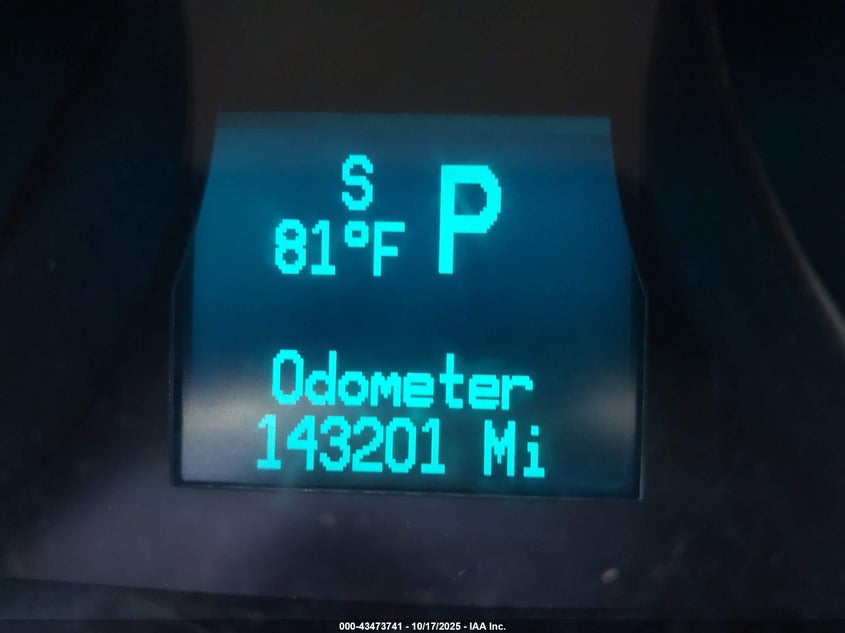 S
81°F P
Odometer
143201 Mi
000-43473741 - 10/17/2025 - IAA Inc.